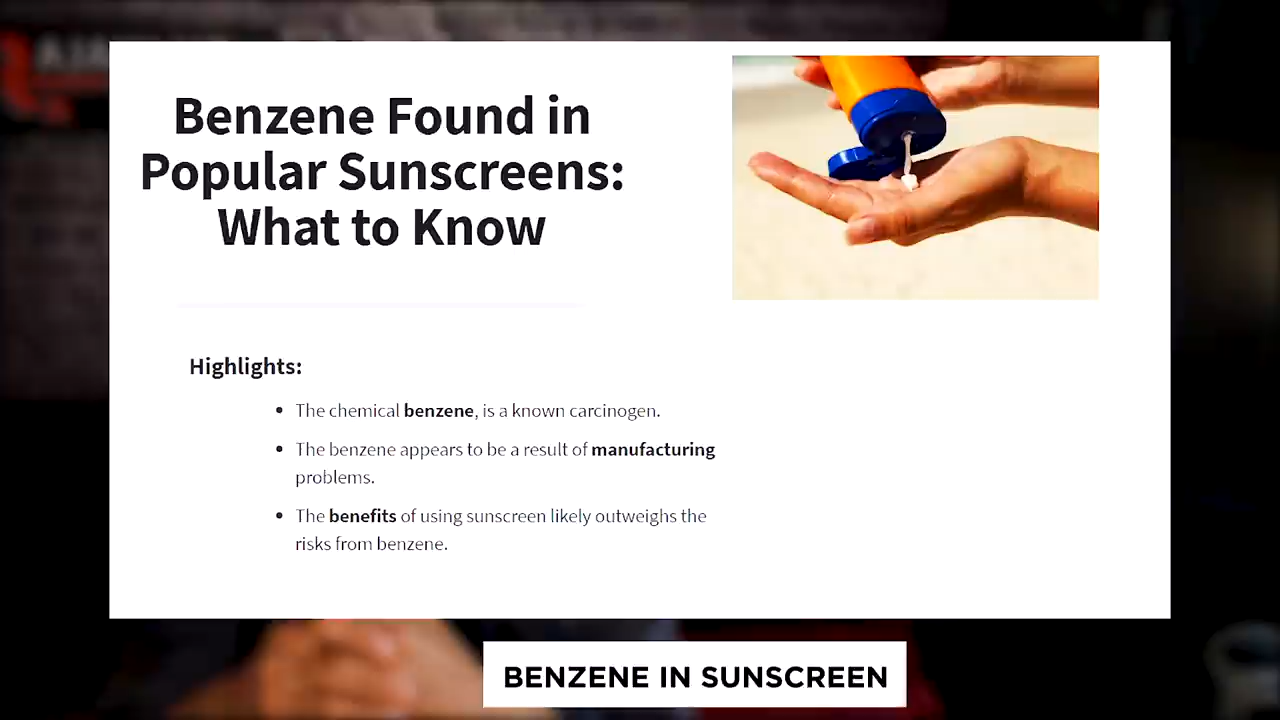 Benzene Found in
Popular Sunscreens:
What to Know
Highlights:
• The chemical benzene, is a known carcinogen.
• The benzene appears to be a result of manufacturing
problems.
• The benefits of using sunscreen likely outweighs the
risks from benzene.
BENZENE IN SUNSCREEN